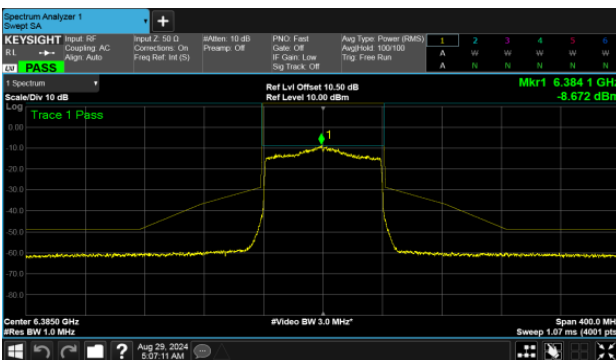 Spectrum Analyzer 1
Swept SA
+
KEYSIGHT Input: RF Input Z: 50 Ω #Atten: 10 dB PNO: Fast Avg Type: Power (RMS) 1 2 3 4 5 6
RL Coupling: AC Corrections: On Preamp: Off Gate: Off Avg|Hold: 100/100 A W W W W W
Align: Auto Freq Ref: Int (S) IF Gain: Low Trig: Free Run
LXI PASS Sig Track: Off A N N N N N
1 Spectrum Ref Lvl Offset 10.50 dB Mkr1 6.384 1 GHz
Scale/Div 10 dB Ref Level 10.00 dBm -8.672 dBm
Log Trace 1 Pass
0.00
1
-10.0
-20.0
-30.0
-40.0
-50.0
-60.0
-70.0
-80.0
Center 6.3850 GHz #Video BW 3.0 MHz* Span 400.0 MHz
#Res BW 1.0 MHz Sweep 1.07 ms (4001 pts)
? Aug 29, 2024
5:07:11 AM